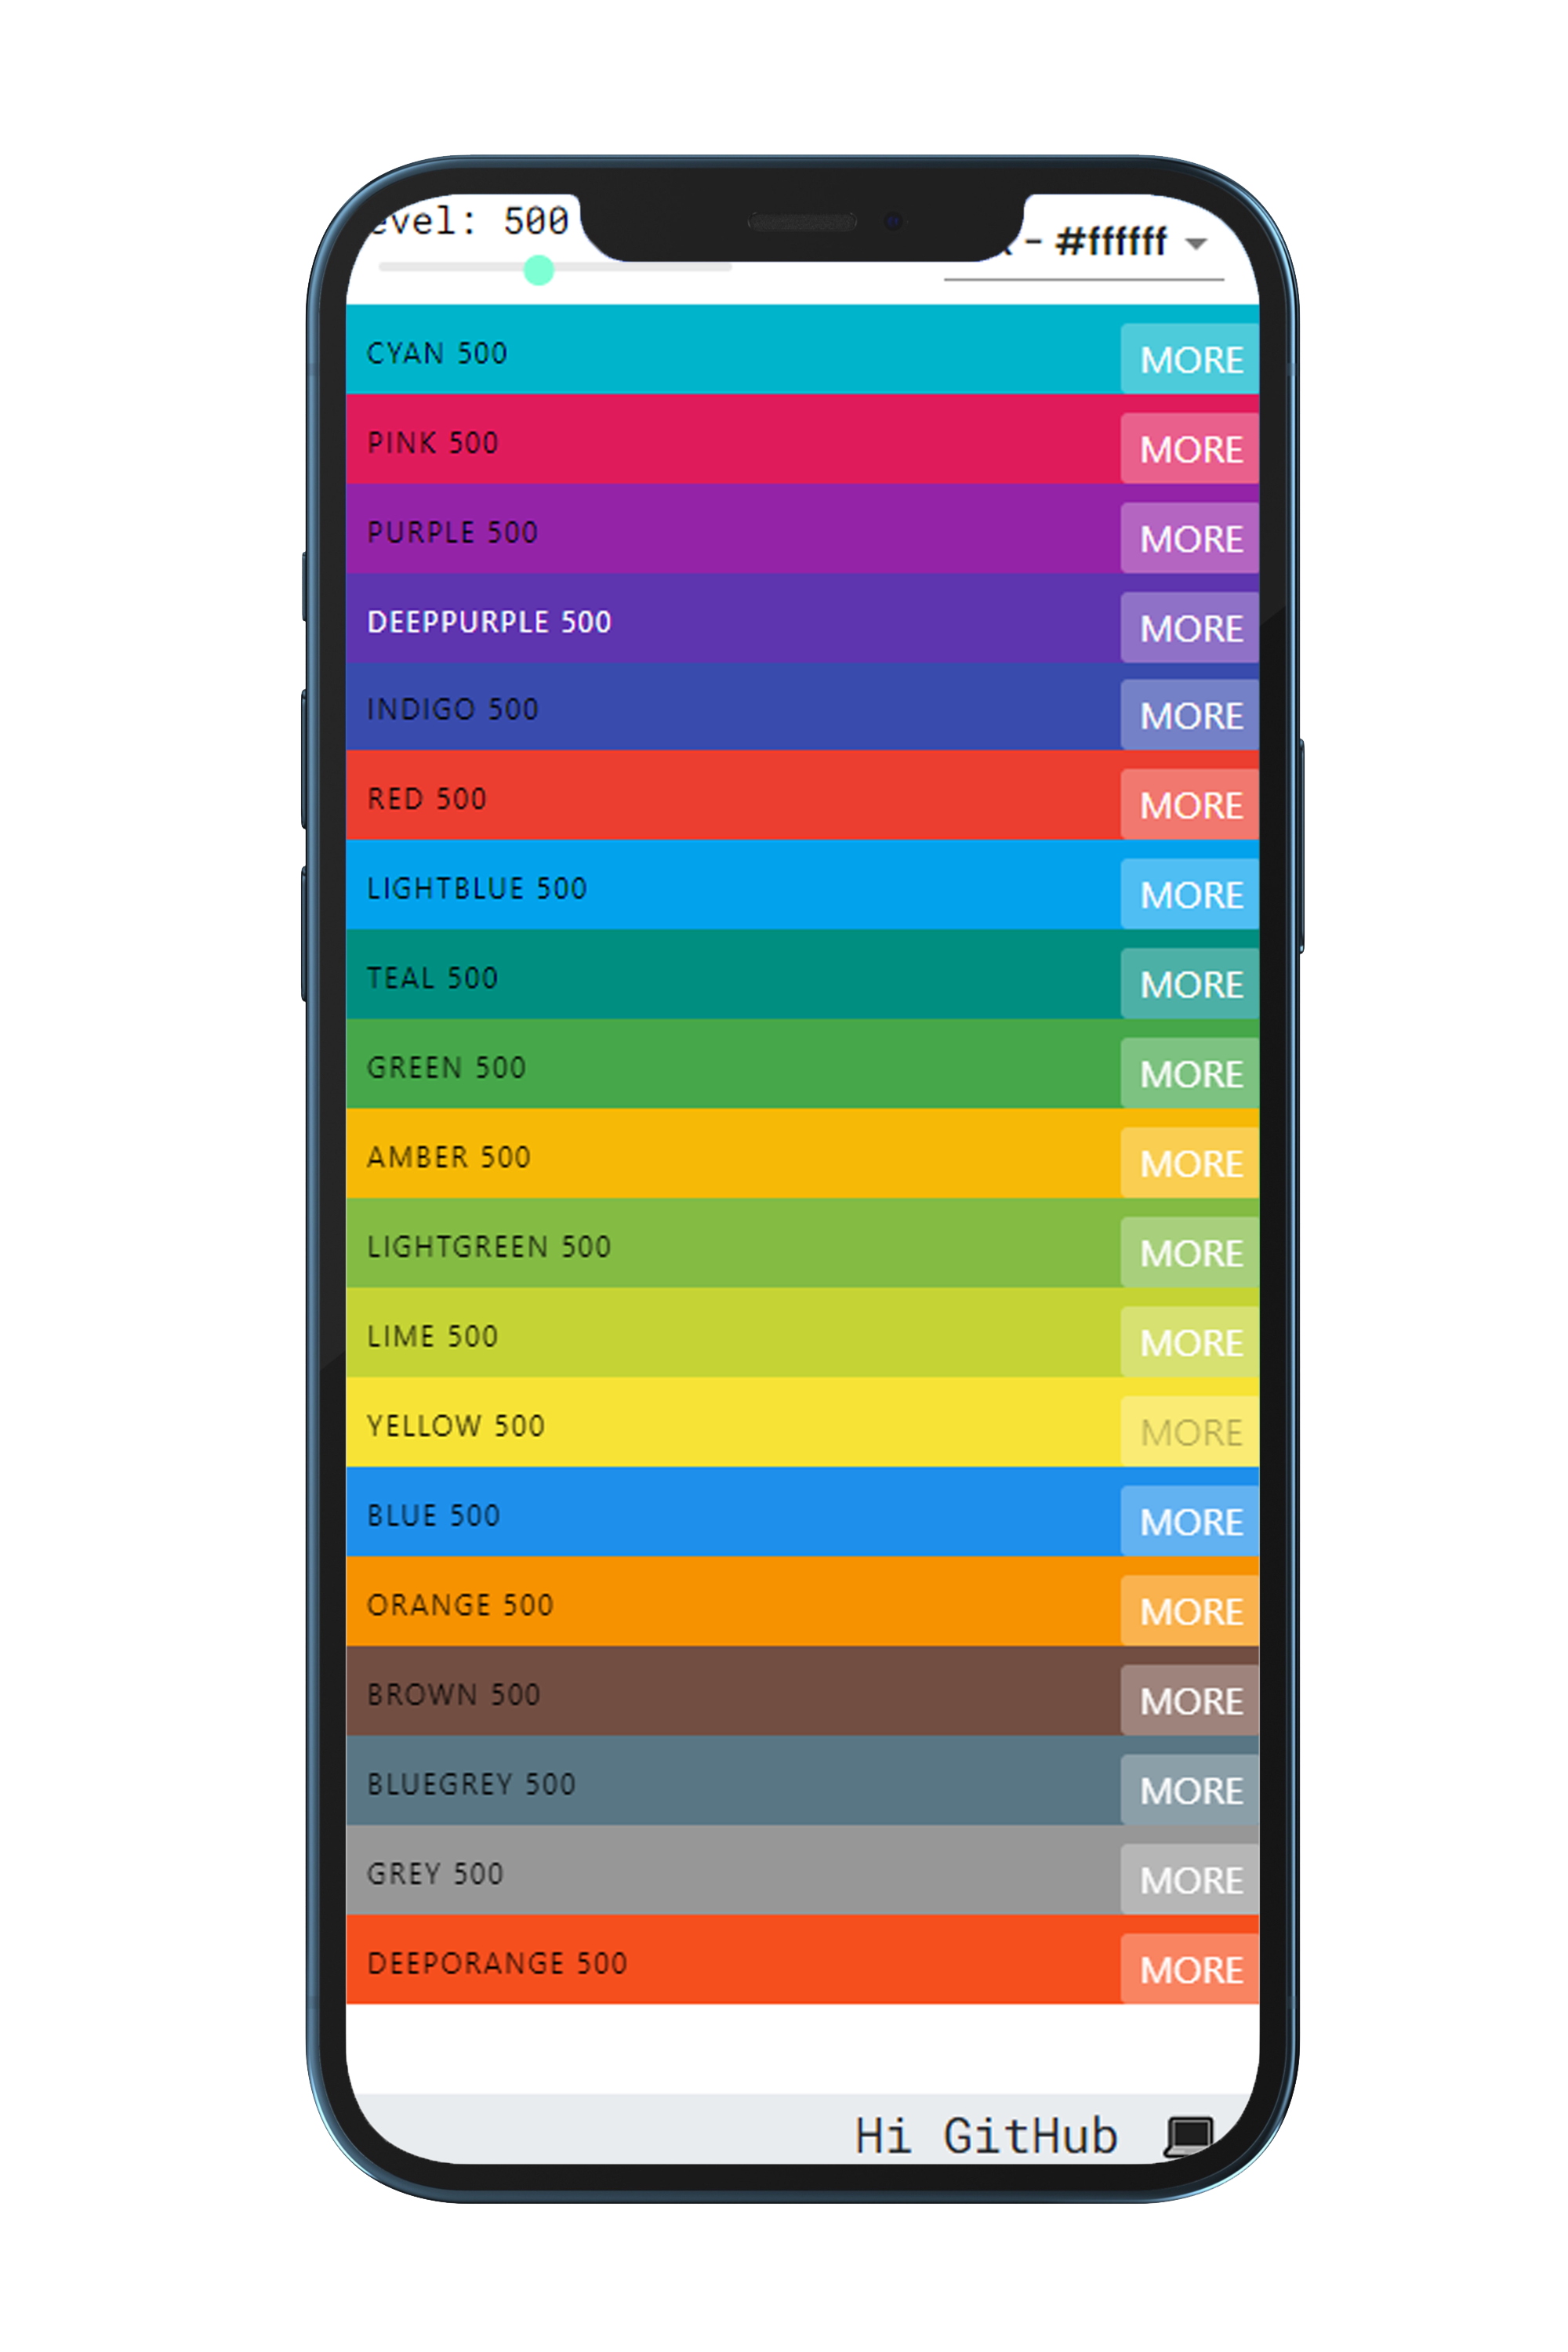 evel: 500
- #ffffff
CYAN 500 MORE
PINK 500 MORE
PURPLE 500 MORE
DEEPPURPLE 500 MORE
INDIGO 500 MORE
RED 500 MORE
LIGHTBLUE 500 MORE
TEAL 500 MORE
GREEN 500 MORE
AMBER 500 MORE
LIGHTGREEN 500 MORE
LIME 500 MORE
YELLOW 500 MORE
BLUE 500 MORE
ORANGE 500 MORE
BROWN 500 MORE
BLUEGREY 500 MORE
GREY 500 MORE
DEEPORANGE 500 MORE
Hi GitHub